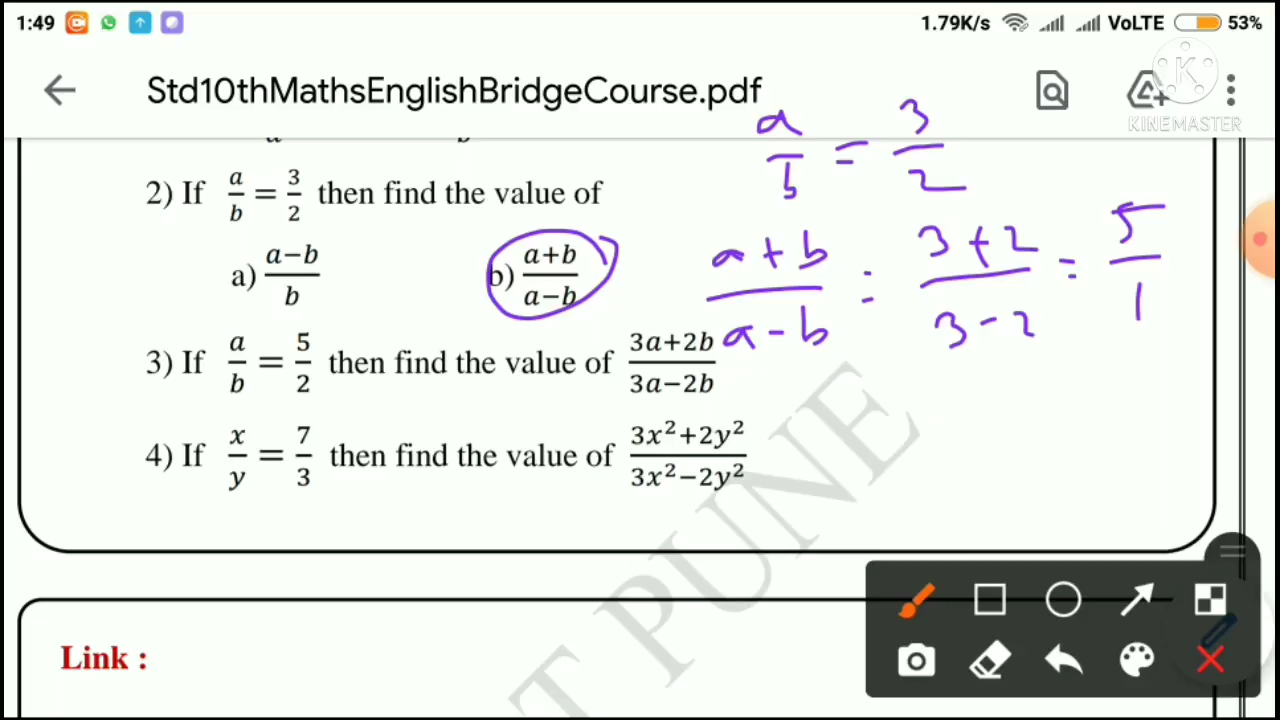 1:49 1.79K/s VoLTE 53%
Std10thMathsEnglishBridgeCourse.pdf
KINEMASTER
a/b = 3/2
2) If a/b = 3/2 then find the value of
a) a−b/b b) a+b/a−b
a+b/a-b = 3+2/3-2 = 5/1
3) If a/b = 5/2 then find the value of 3a+2b/3a−2b
4) If x/y = 7/3 then find the value of 3x²+2y²/3x²−2y²
T PUNE
Link :